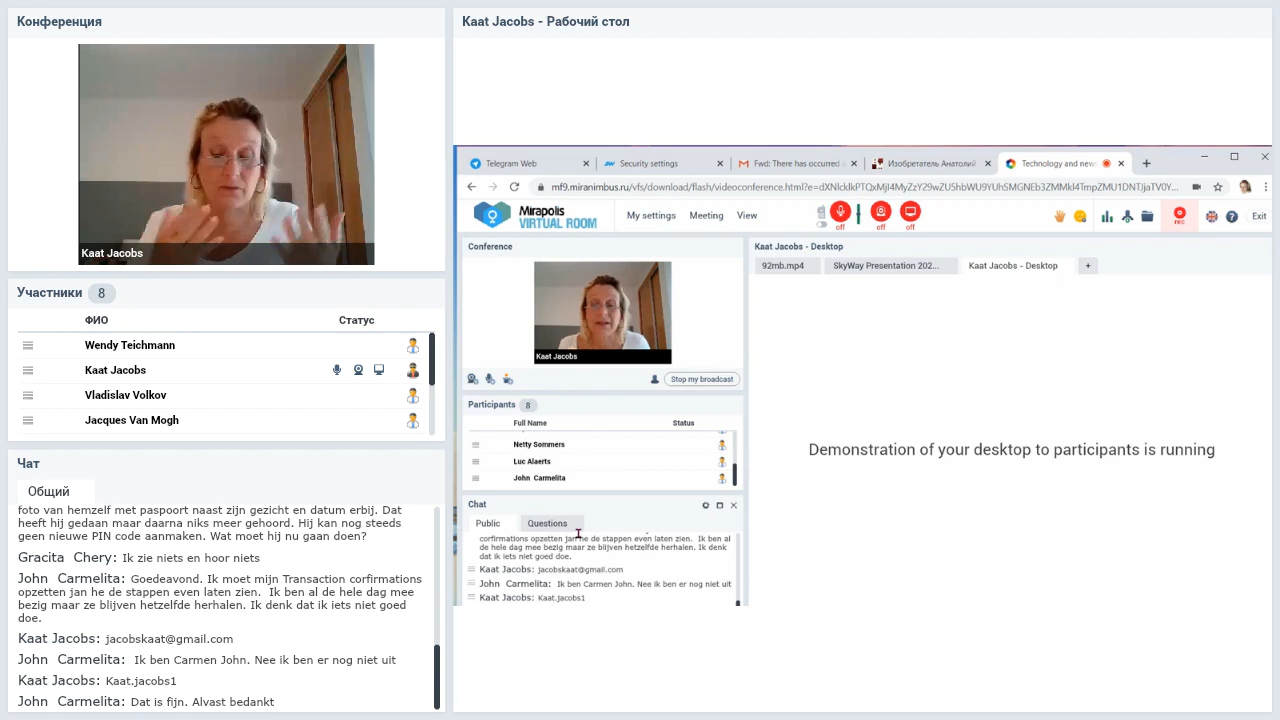 Конференция
Kaat Jacobs
Участники 8
ФИО Статус
Wendy Teichmann
Kaat Jacobs
Vladislav Volkov
Jacques Van Mogh
Чат
Общий
foto van hemzelf met paspoort naast zijn gezicht en datum erbij. Dat
heeft hij gedaan maar daarna niks meer gehoord. Hij kan nog steeds
geen nieuwe PIN code aanmaken. Wat moet hij nu gaan doen?
Gracita Chery: Ik zie niets en hoor niets
John Carmelita: Goedeavond. Ik moet mijn Transaction corfirmations
opzetten jan he de stappen even laten zien. Ik ben al de hele dag mee
bezig maar ze blijven hetzelfde herhalen. Ik denk dat ik iets niet goed
doe.
Kaat Jacobs: jacobskaat@gmail.com
John Carmelita: Ik ben Carmen John. Nee ik ben er nog niet uit
Kaat Jacobs: Kaat.jacobs1
John Carmelita: Dat is fijn. Alvast bedankt
Kaat Jacobs - Рабочий стол
Telegram Web
Security settings
Fwd: There has occurred
Изобретатель Анатолий
Technology and new
mf9.miranimbus.ru/vfs/download/flash/videoconference.html?e=
Mirapolis
VIRTUAL ROOM
My settings Meeting View
off off off
REC
Exit
Conference
Kaat Jacobs
Stop my broadcast
Participants 8
Full Name Status
Netty Sommers
Luc Alaerts
John Carmelita
Chat
Public Questions
corfirmations opzetten jan he de stappen even laten zien. Ik ben al
de hele dag mee bezig maar ze blijven hetzelfde herhalen. Ik denk
dat ik iets niet goed doe.
Kaat Jacobs: jacobskaat@gmail.com
John Carmelita: Ik ben Carmen John. Nee ik ben er nog niet uit
Kaat Jacobs: Kaat.jacobs1
Kaat Jacobs - Desktop
92mb.mp4 SkyWay Presentation 202... Kaat Jacobs - Desktop +
Demonstration of your desktop to participants is running